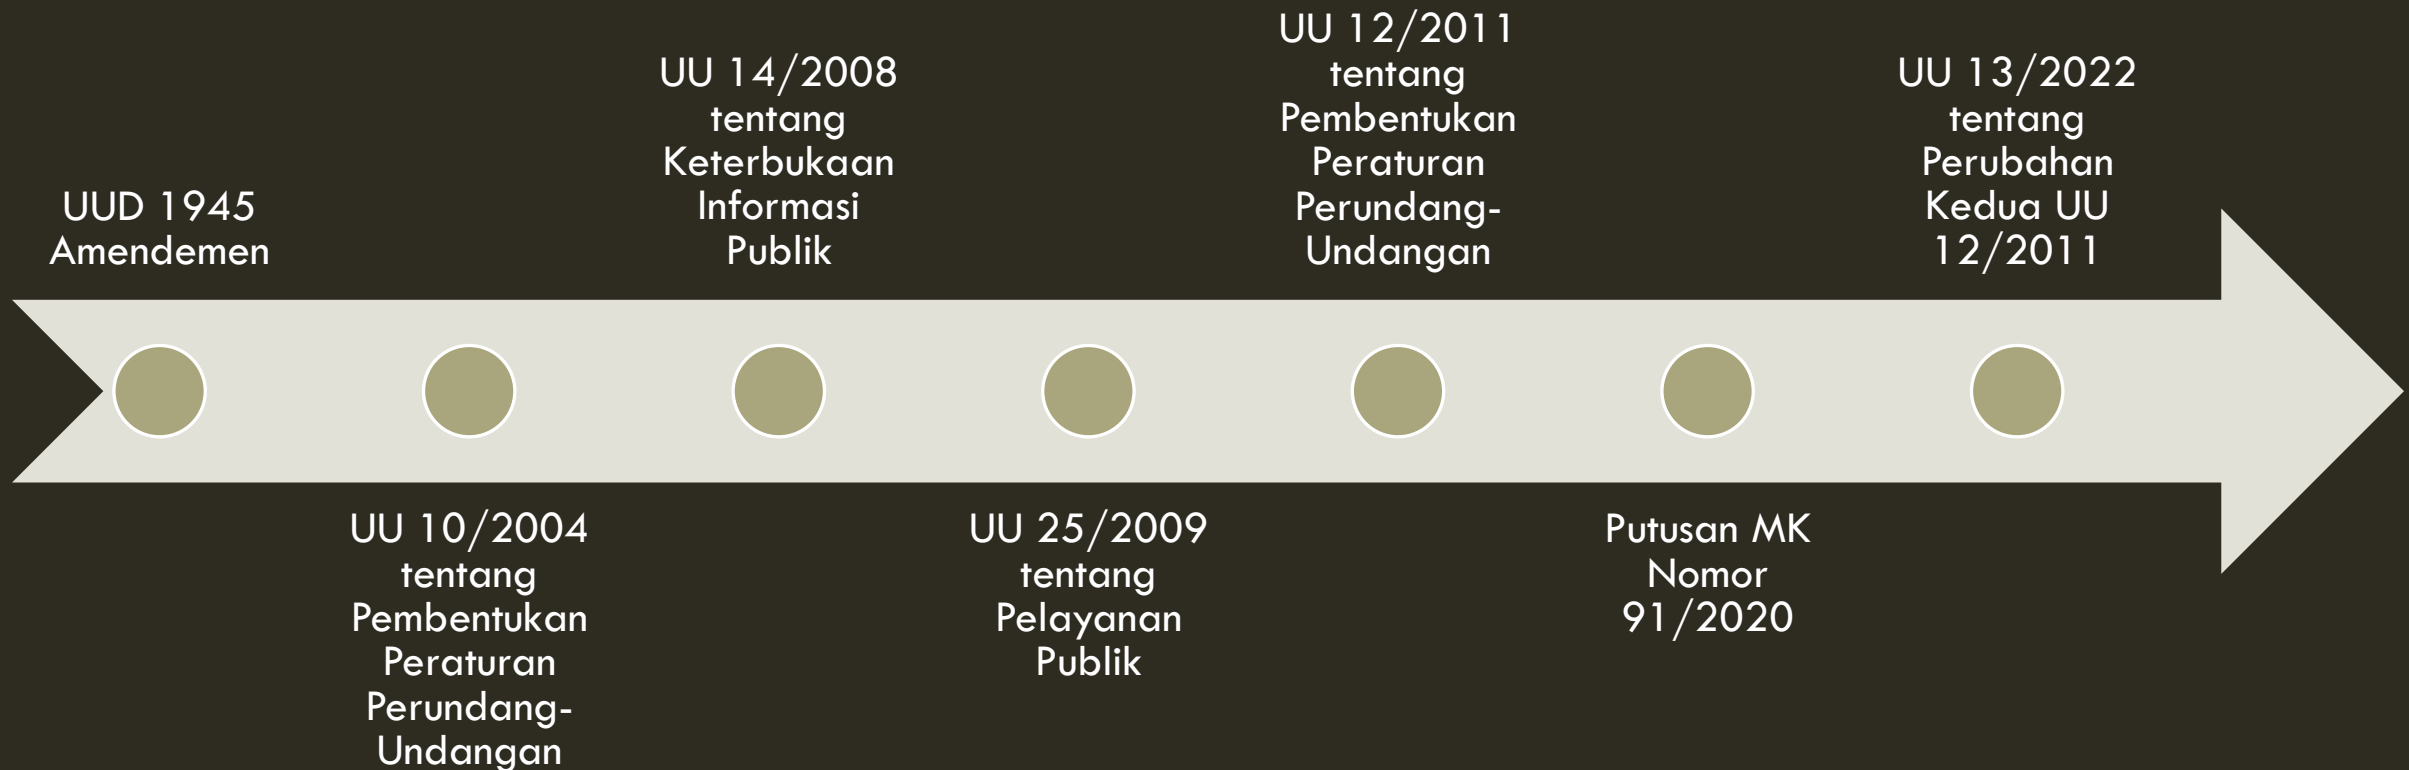 UUD 1945
Amendemen
UU 10/2004
tentang
Pembentukan
Peraturan
Perundang-
Undangan
UU 14/2008
tentang
Keterbukaan
Informasi
Publik
UU 25/2009
tentang
Pelayanan
Publik
UU 12/2011
tentang
Pembentukan
Peraturan
Perundang-
Undangan
Putusan MK
Nomor
91/2020
UU 13/2022
tentang
Perubahan
Kedua UU
12/2011